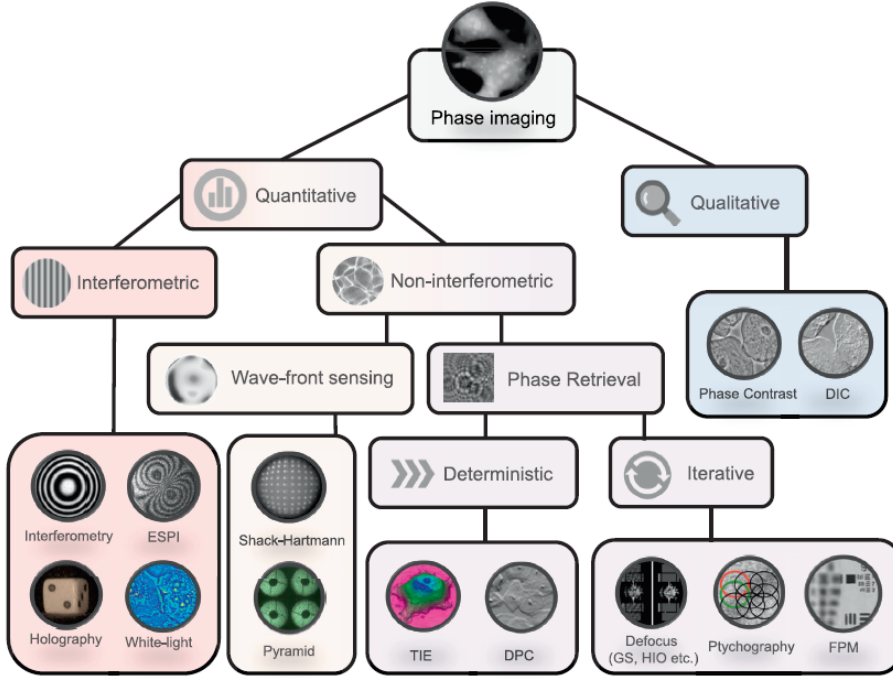 Phase imaging
Quantitative
Qualitative
Interferometric
Non-interferometric
Wave-front sensing
Phase Retrieval
Phase Contrast
DIC
Deterministic
Iterative
Interferometry
ESPI
Shack-Hartmann
Holography
White-light
Pyramid
TIE
DPC
Defocus
(GS, HIO etc.)
Ptychography
FPM